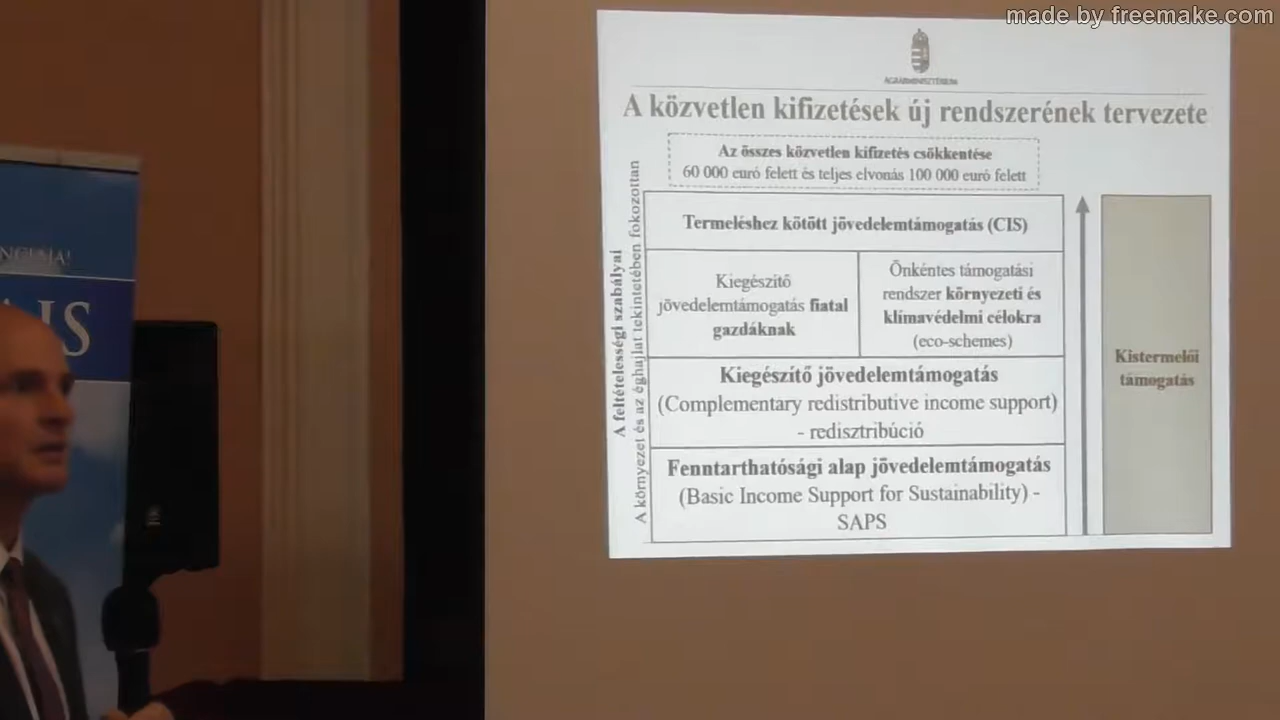 made by freemake.com
AGRÁRMINISZTÉRIUM
A közvetlen kifizetések új rendszerének tervezete
Az összes közvetlen kifizetés csökkentése
60 000 euró felett és teljes elvonás 100 000 euró felett
A feltételességi szabályai
A környezet és az éghajlat tekintetében fokozottan
Termeléshez kötött jövedelemtámogatás (CIS)
Kiegészítő
jövedelemtámogatás fiatal
gazdáknak
Önkéntes támogatási
rendszer környezeti és
klímavédelmi célokra
(eco-schemes)
Kiegészítő jövedelemtámogatás
(Complementary redistributive income support)
- redisztribúció
Fenntarthatósági alap jövedelemtámogatás
(Basic Income Support for Sustainability) -
SAPS
Kistermelői
támogatás
IS